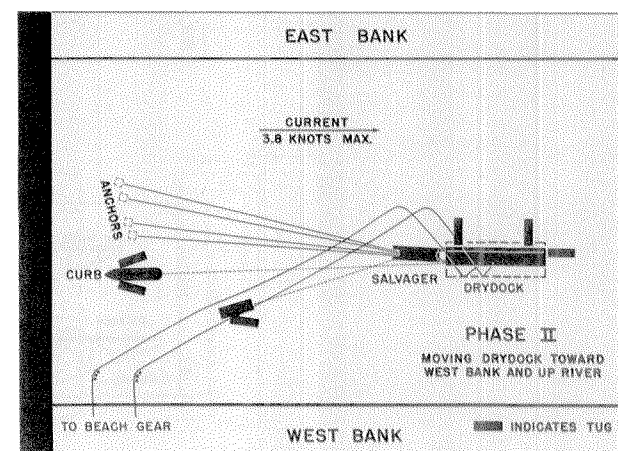 EAST BANK
CURRENT
3.8 KNOTS MAX.
ANCHORS
CURB
SALVAGER
DRYDOCK
PHASE II
MOVING DRYDOCK TOWARD
WEST BANK AND UP RIVER
TO BEACH GEAR
WEST BANK
INDICATES TUG